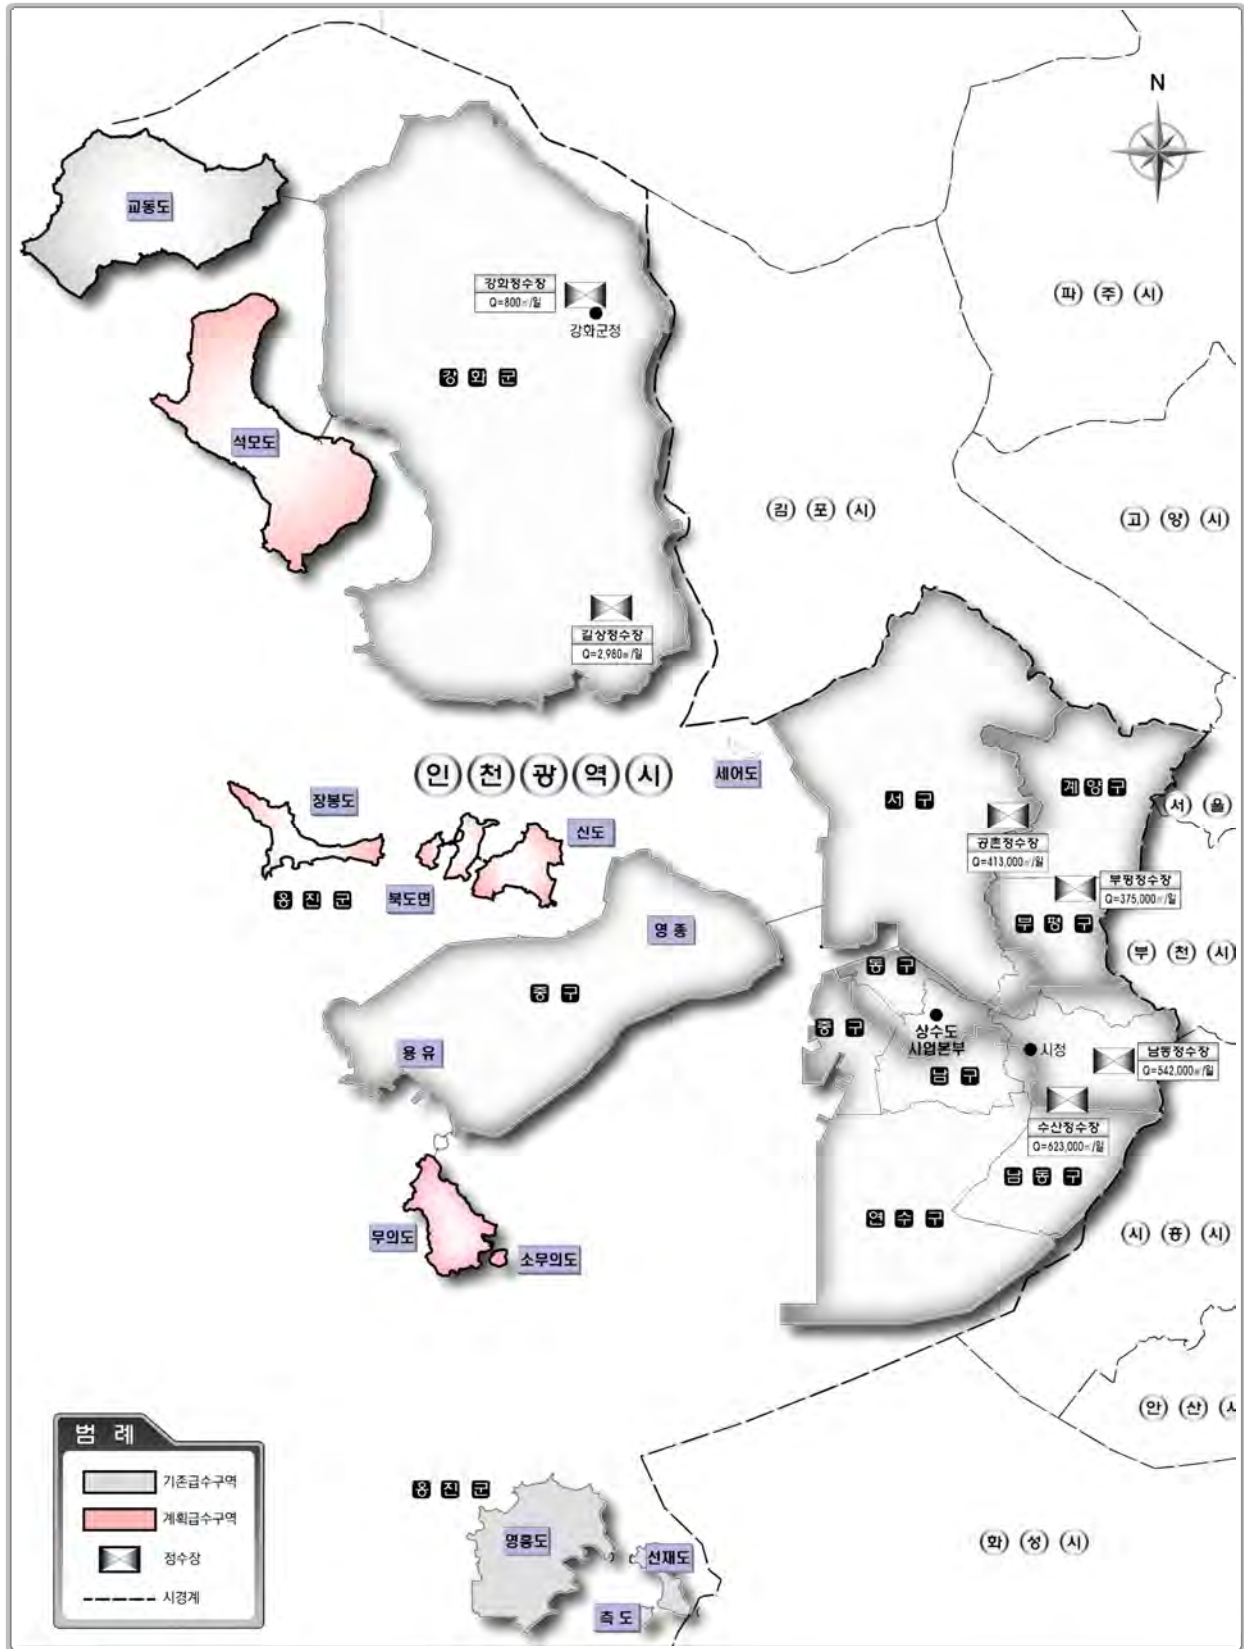 N
교동도
파 주 시
강화정수장
Q=800㎥/일
강화군청
강 화 군
석모도
김 포 시
고 양 시
길상정수장
Q=2,980㎥/일
인 천 광 역 시
세어도
계 양 구
서 구
서 울
장봉도
신도
공촌정수장
Q=413,000㎥/일
부평정수장
Q=375,000㎥/일
옹 진 군
북도면
부 평 구
영 종
부 천 시
동 구
중 구
중 구
상수도
사업본부
시청
용 유
남동정수장
Q=542,000㎥/일
남 구
수산정수장
Q=623,000㎥/일
남 동 구
연 수 구
무의도
소무의도
시 흥 시
안 산 시
범 례
기존급수구역
계획급수구역
정수장
시경계
옹 진 군
영흥도
선재도
측 도
화 성 시